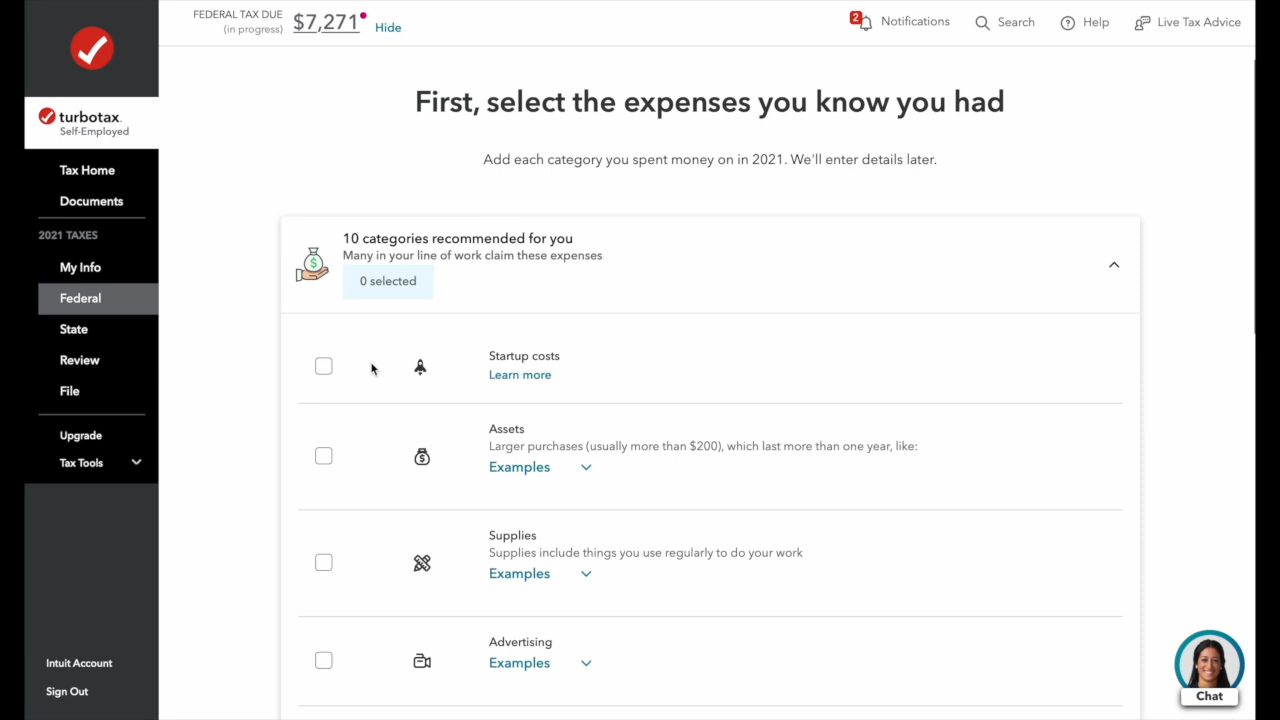 FEDERAL TAX DUE
(in progress)
$7,271
Hide
2
Notifications
Search
Help
Live Tax Advice
turbotax.
Self-Employed
Tax Home
Documents
2021 TAXES
My Info
Federal
State
Review
File
Upgrade
Tax Tools
Intuit Account
Sign Out
First, select the expenses you know you had
Add each category you spent money on in 2021. We'll enter details later.
10 categories recommended for you
Many in your line of work claim these expenses
0 selected
Startup costs
Learn more
Assets
Larger purchases (usually more than $200), which last more than one year, like:
Examples
Supplies
Supplies include things you use regularly to do your work
Examples
Advertising
Examples
Chat